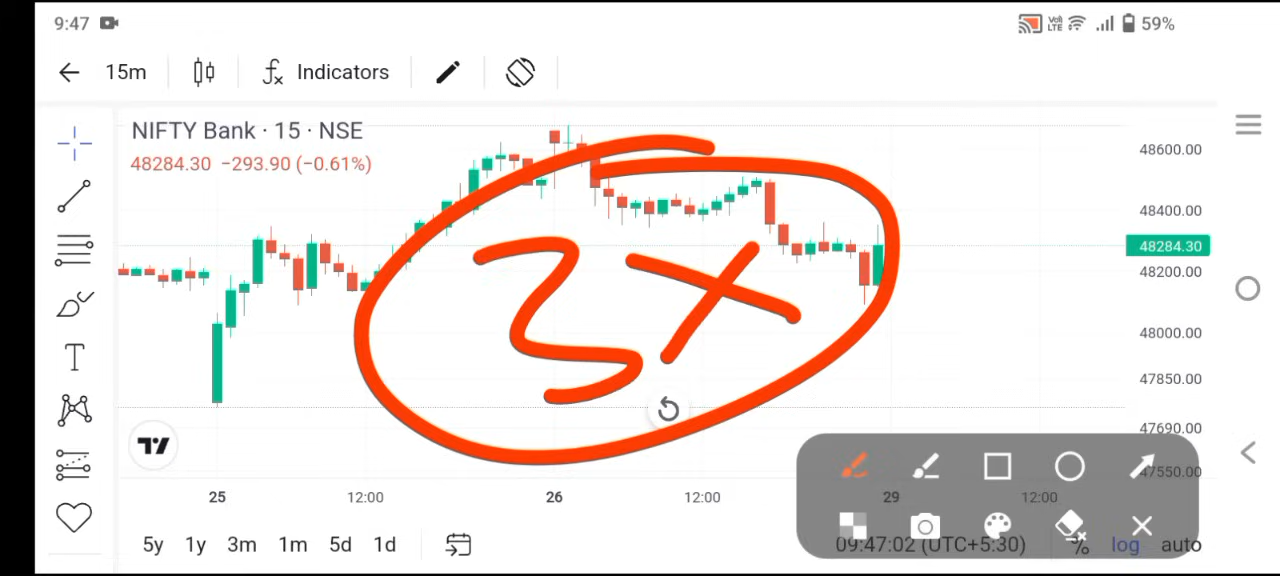 9:47 Vo) LTE 59%
15m Indicators
NIFTY Bank · 15 · NSE
48284.30 −293.90 (−0.61%)
48600.00
48400.00
48284.30
48200.00
48000.00
47850.00
47690.00
47550.00
3X
25 12:00 26 12:00 29 12:00
5y 1y 3m 1m 5d 1d 09:47:02 (UTC+5:30) % log auto